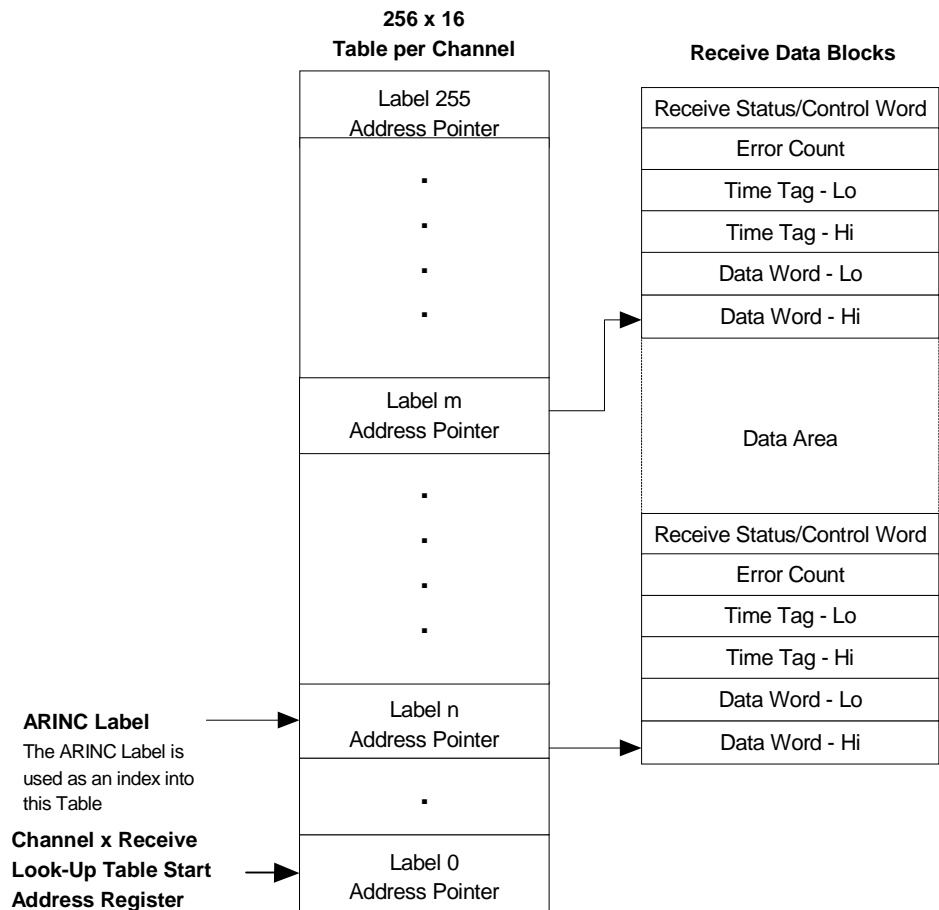 256 x 16
Table per Channel
Receive Data Blocks
Label 255
Address Pointer
.
.
.
.
Label m
Address Pointer
.
.
.
.
Label n
Address Pointer
.
Label 0
Address Pointer
Receive Status/Control Word
Error Count
Time Tag - Lo
Time Tag - Hi
Data Word - Lo
Data Word - Hi
Data Area
Receive Status/Control Word
Error Count
Time Tag - Lo
Time Tag - Hi
Data Word - Lo
Data Word - Hi
ARINC Label
The ARINC Label is
used as an index into
this Table
Channel x Receive
Look-Up Table Start
Address Register